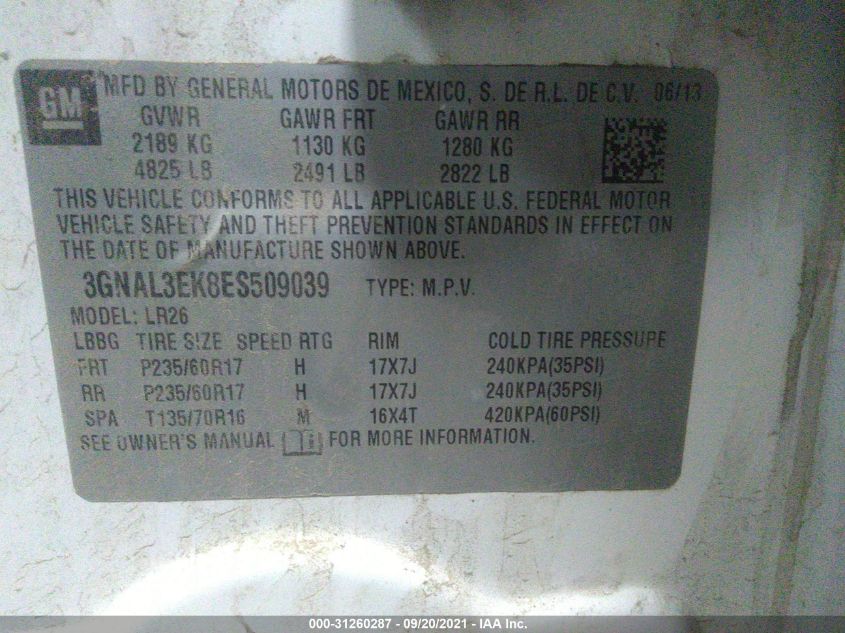 GM
MFD BY GENERAL MOTORS DE MEXICO, S. DE R.L. DE C.V. 06/13
GVWR GAWR FRT GAWR RR
2189 KG 1130 KG 1280 KG
4825 LB 2491 LB 2822 LB
THIS VEHICLE CONFORMS TO ALL APPLICABLE U.S. FEDERAL MOTOR
VEHICLE SAFETY AND THEFT PREVENTION STANDARDS IN EFFECT ON
THE DATE OF MANUFACTURE SHOWN ABOVE.
3GNAL3EK8ES509039 TYPE: M.P.V.
MODEL: LR26
LBBG TIRE SIZE SPEED RTG RIM COLD TIRE PRESSURE
FRT P235/60R17 H 17X7J 240KPA(35PSI)
RR P235/60R17 H 17X7J 240KPA(35PSI)
SPA T135/70R16 M 16X4T 420KPA(60PSI)
SEE OWNER'S MANUAL FOR MORE INFORMATION.
000-31260287 - 09/20/2021 - IAA Inc.